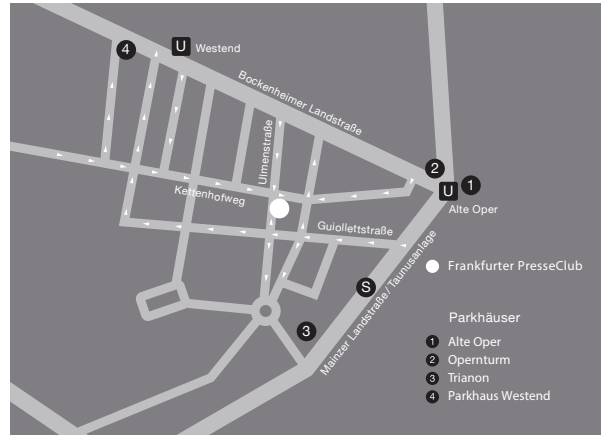 4
U Westend
Bockenheimer Landstraße
Ulmenstraße
2
U
1
Kettenhofweg
Alte Oper
Guiollettstraße
Mainzer Landstraße/Taunusanlage
S
3
Frankfurter PresseClub
Parkhäuser
1 Alte Oper
2 Opernturm
3 Trianon
4 Parkhaus Westend